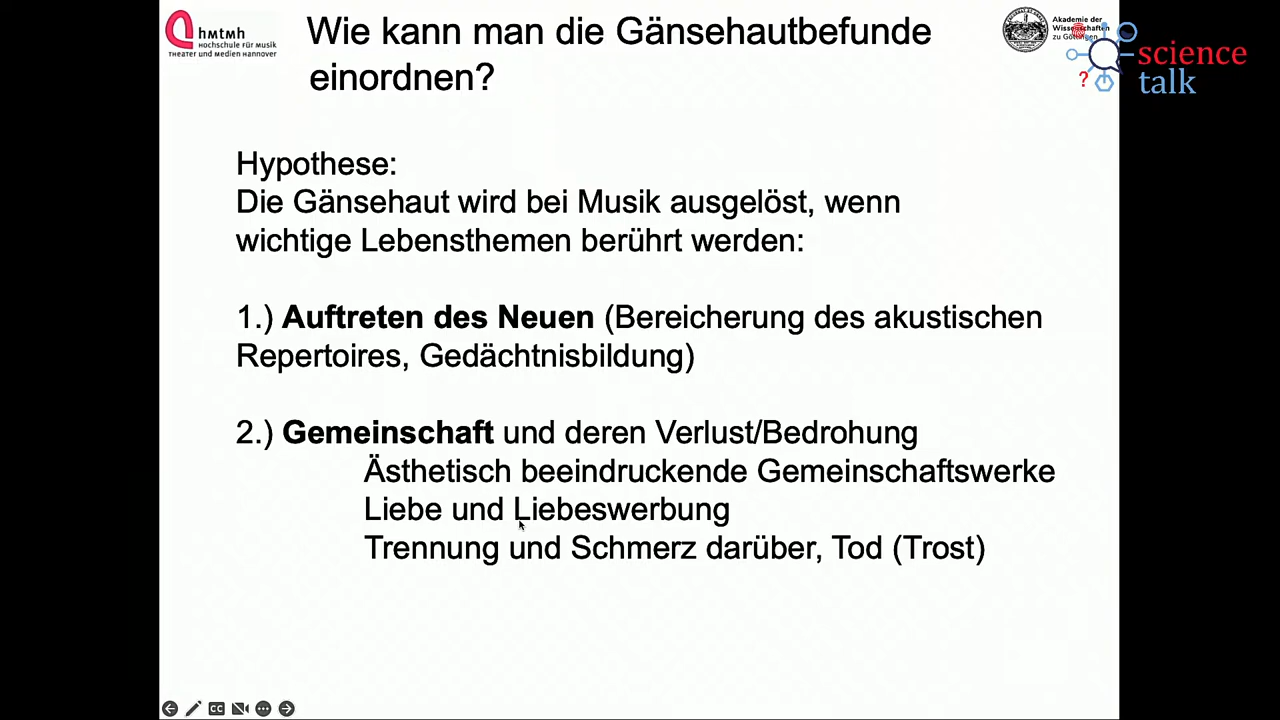 hmtmh
Hochschule für Musik
Theater und Medien Hannover
Wie kann man die Gänsehautbefunde
einordnen?
Akademie der
Wissenschaften
zu Göttingen
science
talk
?
Hypothese:
Die Gänsehaut wird bei Musik ausgelöst, wenn
wichtige Lebensthemen berührt werden:
1.) Auftreten des Neuen (Bereicherung des akustischen
Repertoires, Gedächtnisbildung)
2.) Gemeinschaft und deren Verlust/Bedrohung
Ästhetisch beeindruckende Gemeinschaftswerke
Liebe und Liebeswerbung
Trennung und Schmerz darüber, Tod (Trost)
CC